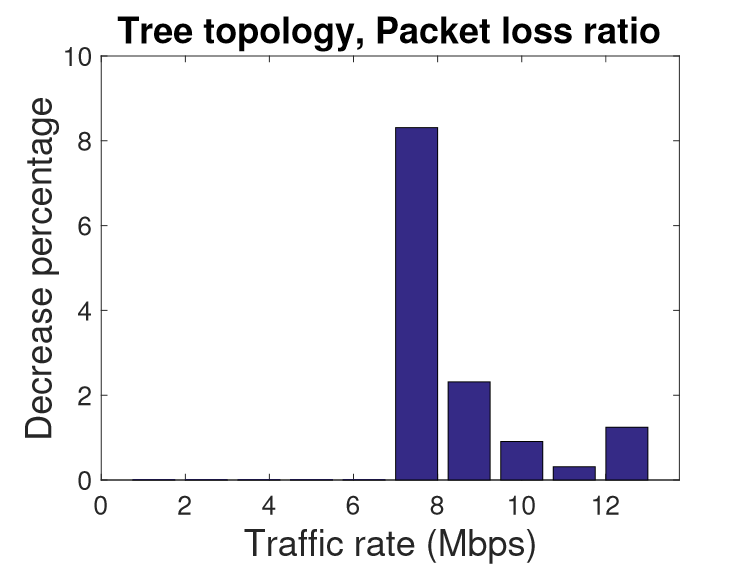 Tree topology, Packet loss ratio
10
8
6
4
2
0
Decrease percentage
0 2 4 6 8 10 12
Traffic rate (Mbps)